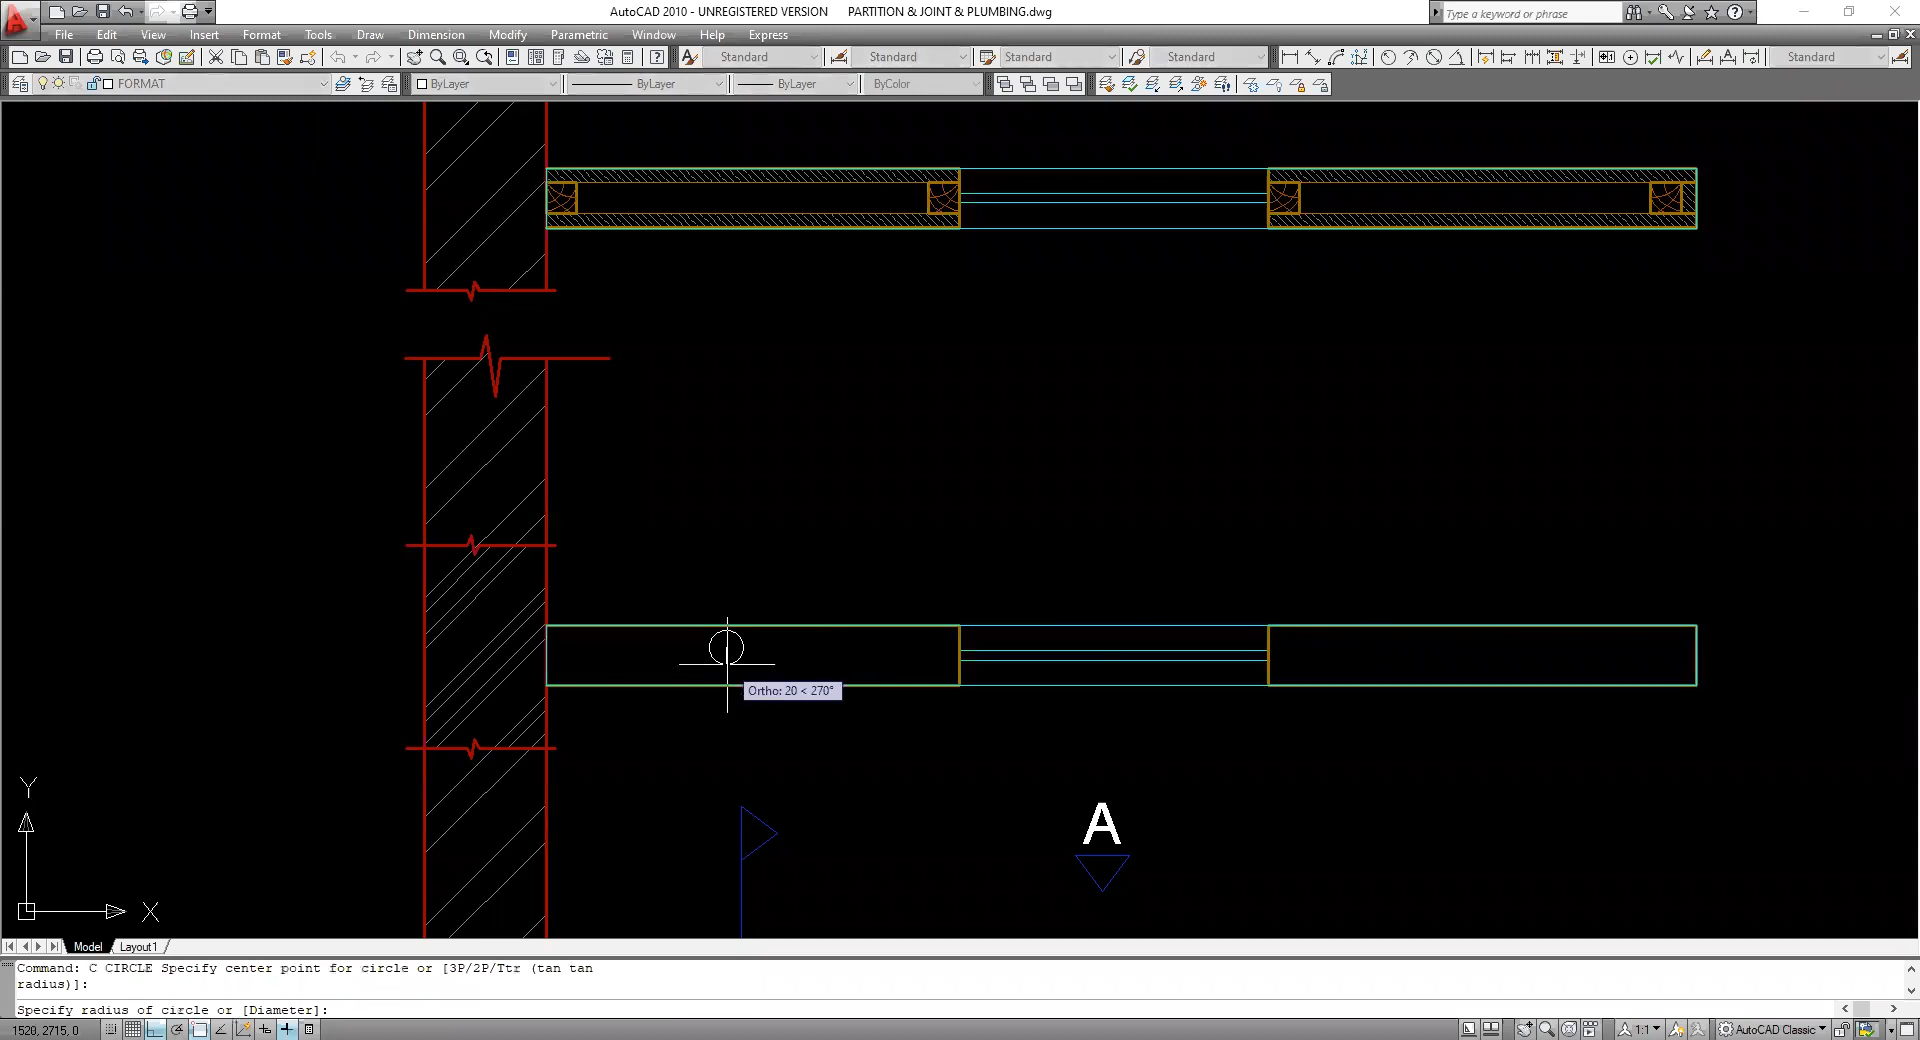 AutoCAD 2010 - UNREGISTERED VERSION PARTITION & JOINT & PLUMBING.dwg
Type a keyword or phrase
File Edit View Insert Format Tools Draw Dimension Modify Parametric Window Help Express
Standard Standard Standard Standard Standard
FORMAT ByLayer ByLayer ByLayer ByColor
Ortho: 20 < 270°
A
Y
X
Model Layout1
Command: C CIRCLE Specify center point for circle or [3P/2P/Ttr (tan tan
radius)]:
Specify radius of circle or [Diameter]:
1528, 2715, 0 1:1 AutoCAD Classic